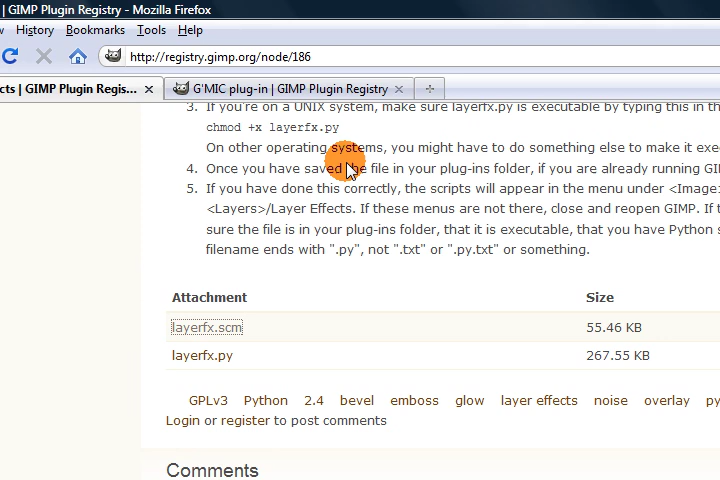 | GIMP Plugin Registry - Mozilla Firefox
History Bookmarks Tools Help
http://registry.gimp.org/node/186
cts | GIMP Plugin Regis... G'MIC plug-in | GIMP Plugin Registry
3. If you're on a UNIX system, make sure layerfx.py is executable by typing this in th
chmod +x layerfx.py
On other operating systems, you might have to do something else to make it exe
4. Once you have saved the file in your plug-ins folder, if you are already running GI
5. If you have done this correctly, the scripts will appear in the menu under <Image:
<Layers>/Layer Effects. If these menus are not there, close and reopen GIMP. If t
sure the file is in your plug-ins folder, that it is executable, that you have Python s
filename ends with ".py", not ".txt" or ".py.txt" or something.
Attachment Size
layerfx.scm 55.46 KB
layerfx.py 267.55 KB
GPLv3 Python 2.4 bevel emboss glow layer effects noise overlay py
Login or register to post comments
Comments